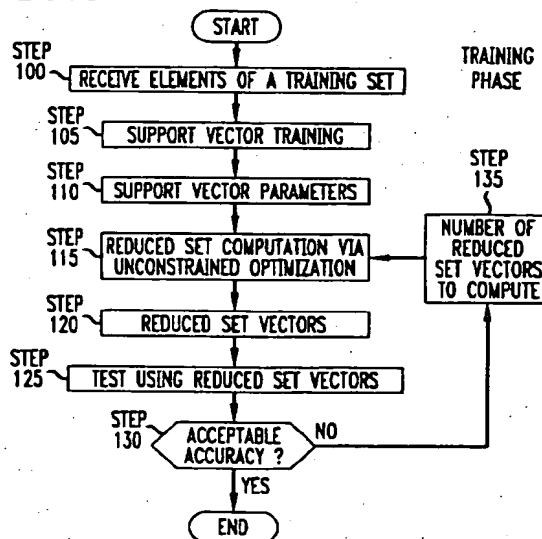 START
TRAINING
PHASE
STEP
100
RECEIVE ELEMENTS OF A TRAINING SET
STEP
105
SUPPORT VECTOR TRAINING
STEP
110
SUPPORT VECTOR PARAMETERS
STEP
135
NUMBER OF
REDUCED
SET VECTORS
TO COMPUTE
STEP
115
REDUCED SET COMPUTATION VIA
UNCONSTRAINED OPTIMIZATION
STEP
120
REDUCED SET VECTORS
STEP
125
TEST USING REDUCED SET VECTORS
STEP
130
ACCEPTABLE
ACCURACY ?
NO
YES
END